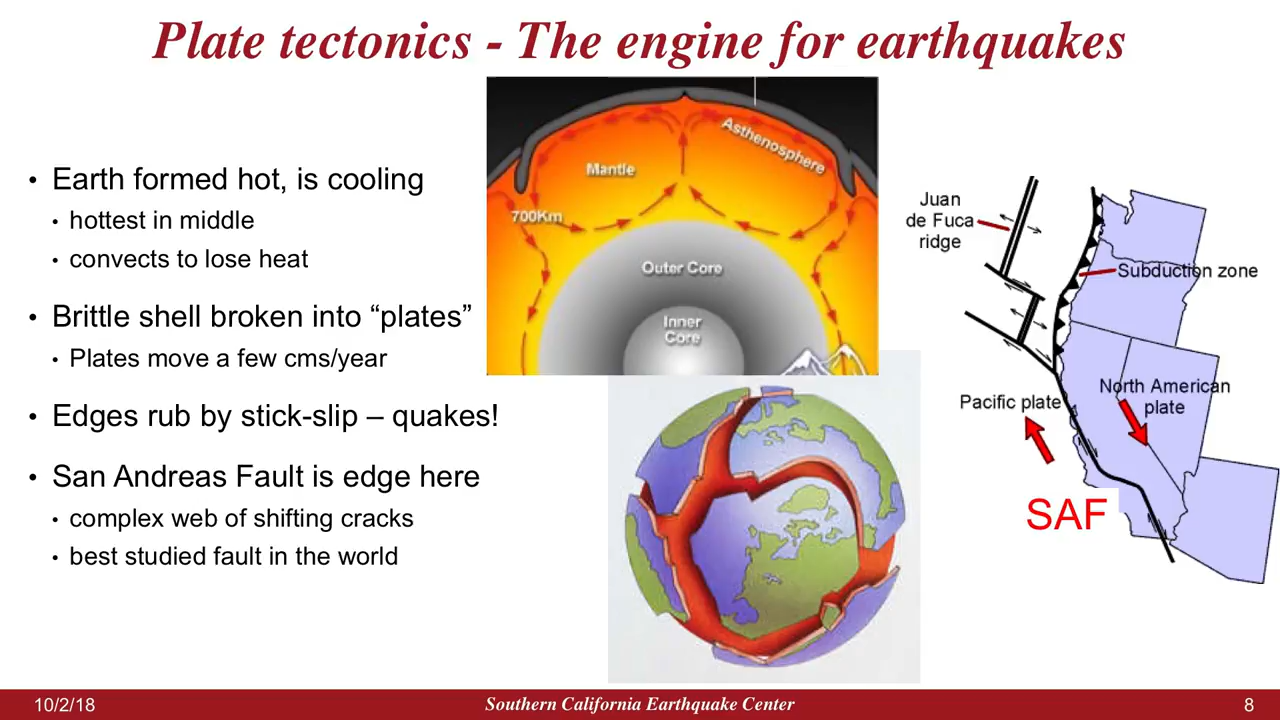 Plate tectonics - The engine for earthquakes
• Earth formed hot, is cooling
• hottest in middle
• convects to lose heat
• Brittle shell broken into “plates”
• Plates move a few cms/year
• Edges rub by stick-slip – quakes!
• San Andreas Fault is edge here
• complex web of shifting cracks
• best studied fault in the world
Asthenosphere
Mantle
700Km
Outer Core
Inner
Core
Juan
de Fuca
ridge
Subduction zone
Pacific plate
North American
plate
SAF
10/2/18
Southern California Earthquake Center
8